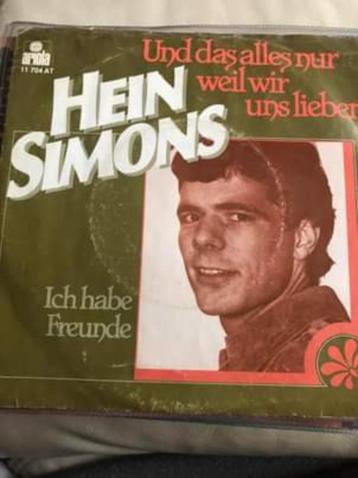 ariola
11 704 AT
Und das alles nur
weil wir
uns lieben
HEIN
SIMONS
Ich habe
Freunde